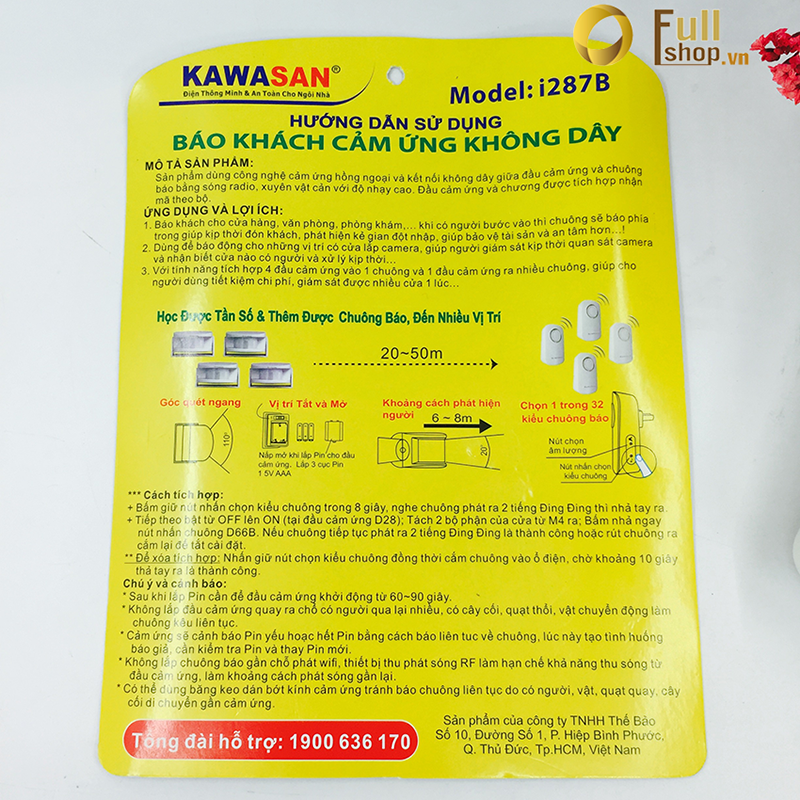 Full
shop.vn
KAWASAN®
Điện Thông Minh & An Toàn Cho Ngôi Nhà
Model: i287B
HƯỚNG DẪN SỬ DỤNG
BÁO KHÁCH CẢM ỨNG KHÔNG DÂY
MÔ TẢ SẢN PHẨM:
Sản phẩm dùng công nghệ cảm ứng hồng ngoại và kết nối không dây giữa đầu cảm ứng và chuông
báo bằng sóng radio, xuyên vật cản với độ nhạy cao. Đầu cảm ứng và chương được tích hợp nhận
mã theo bộ.
ỨNG DỤNG VÀ LỢI ÍCH:
1. Báo khách cho cửa hàng, văn phòng, phòng khám,... khi có người bước vào thì chuông sẽ báo phía
trong giúp kịp thời đón khách, phát hiện kẻ gian đột nhập, giúp bảo vệ tài sản và an tâm hơn...!
2. Dùng để báo động cho những vị trí có cửa lắp camera, giúp người giám sát kịp thời quan sát camera
và nhận biết cửa nào có người và xử lý kịp thời...
3. Với tính năng tích hợp 4 đầu cảm ứng vào 1 chuông và 1 đầu cảm ứng ra nhiều chuông, giúp cho
người dùng tiết kiệm chi phí, giám sát được nhiều cửa 1 lúc...
Học Được Tần Số & Thêm Được Chuông Báo, Đến Nhiều Vị Trí
20~50m
Góc quét ngang
Vị trí Tắt và Mở
Khoảng cách phát hiện
người
6 ~ 8m
Chọn 1 trong 32
kiểu chuông báo
110°
20°
Nắp mở khi lắp Pin cho đầu
cảm ứng. Lắp 3 cục Pin
1 5V AAA
Nút chọn
âm lượng
Nút nhấn chọn
kiểu chuông
*** Cách tích hợp:
+ Bấm giữ nút nhấn chọn kiểu chuông trong 8 giây, nghe chuông phát ra 2 tiếng Đing Đing thì nhả tay ra.
+ Tiếp theo bật từ OFF lên ON (tại đầu cảm ứng D28); Tách 2 bộ phận của cửa từ M4 ra; Bấm nhả ngay
nút nhấn chuông D66B. Nếu chuông tiếp tục phát ra 2 tiếng Đing Đing là thành công hoặc rút chuông ra
cắm lại để tắt cài đặt.
** Để xóa tích hợp: Nhấn giữ nút chọn kiểu chuông đồng thời cắm chuông vào ổ điện, chờ khoảng 10 giây
thả tay ra là thành công.
Chú ý và cảnh báo:
* Sau khi lắp Pin cần để đầu cảm ứng khởi động từ 60~90 giây.
* Không lắp đầu cảm ứng quay ra chổ có người qua lại nhiều, có cây cối, quạt thổi, vật chuyển động làm
chuông kêu liên tục.
* Cảm ứng sẽ cảnh báo Pin yếu hoặc hết Pin bằng cách báo liên tuc về chuông, lúc này tạo tình huống
báo giả, cần kiểm tra Pin và thay Pin mới.
* Không lắp chuông báo gần chỗ phát wifi, thiết bị thu phát sóng RF làm hạn chế khả năng thu sóng từ
đầu cảm ứng, làm khoảng cách phát sóng gần lại.
* Có thể dùng băng keo dán bớt kính cảm ứng tránh báo chuông liên tục do có người, vật, quạt quay, cây
cối di chuyển gần cảm ứng.
Tổng đài hỗ trợ: 1900 636 170
Sản phẩm của công ty TNHH Thế Bảo
Số 10, Đường Số 1, P. Hiệp Bình Phước,
Q. Thủ Đức, Tp.HCM, Việt Nam